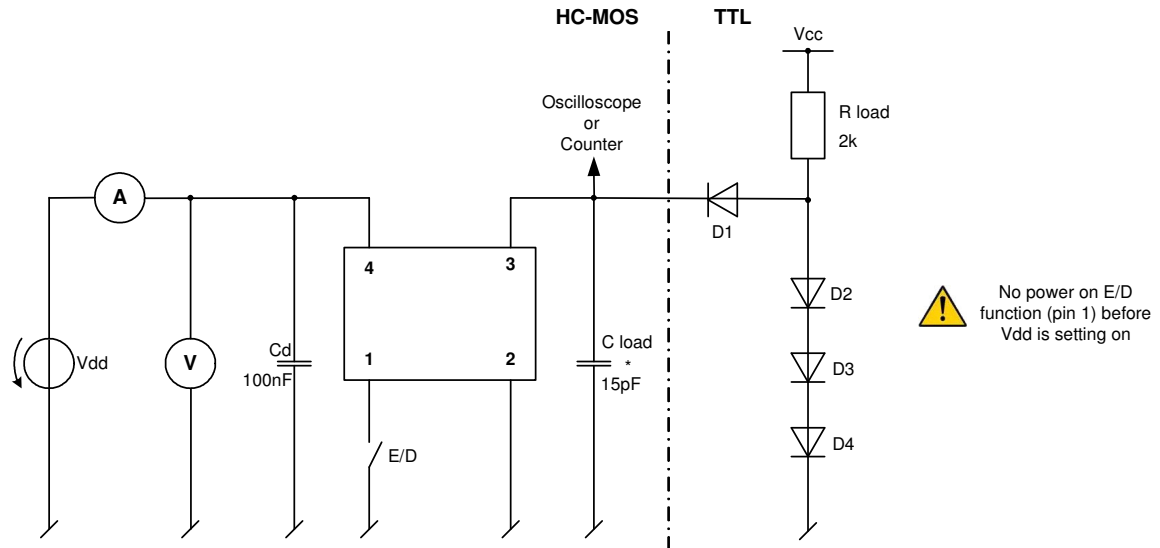 HC-MOS
TTL
Vcc
Oscilloscope
or
Counter
R load
2k
A
D1
4
3
D2
No power on E/D
function (pin 1) before
Vdd is setting on
Vdd
V
Cd
100nF
1
2
C load
*
15pF
D3
E/D
D4